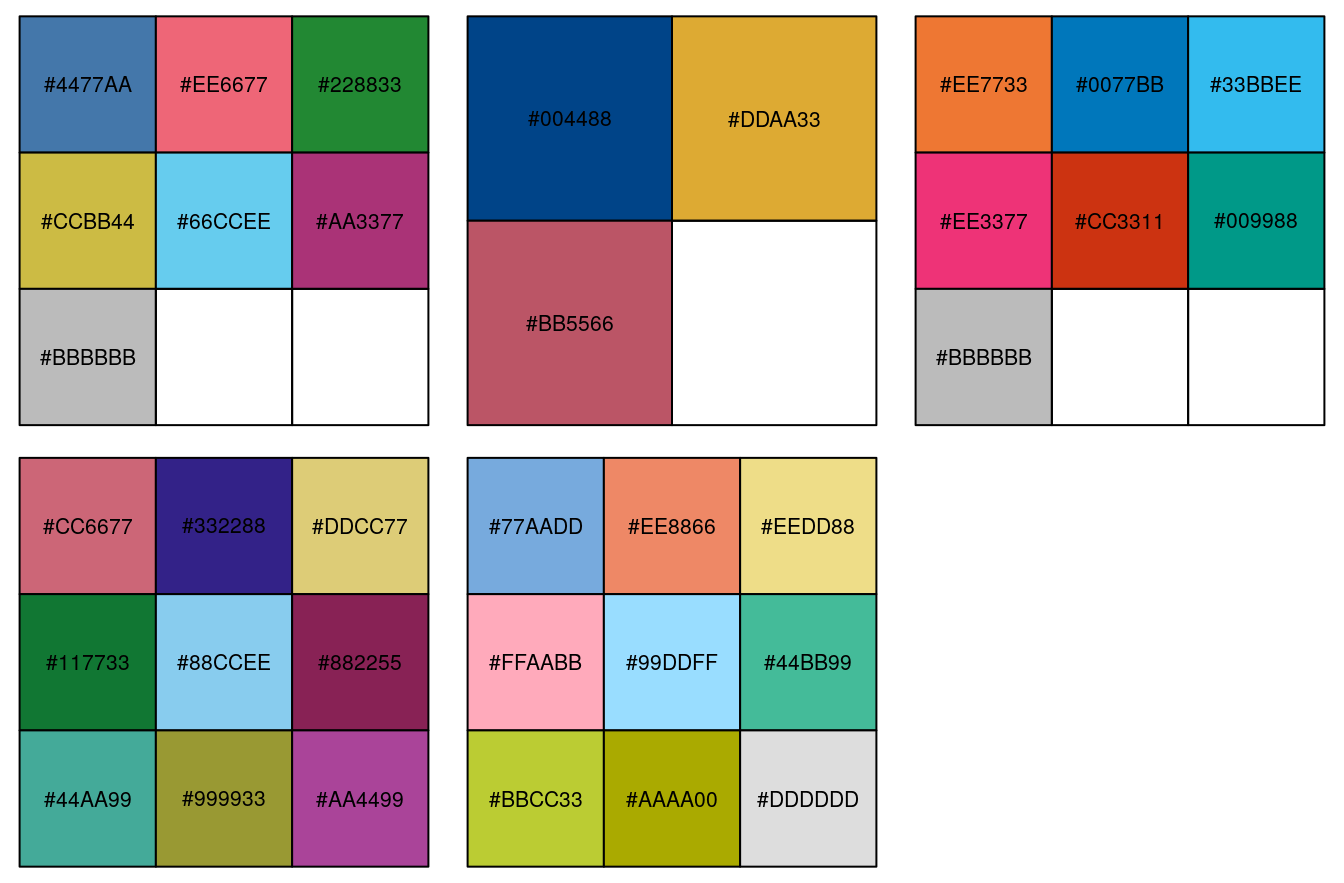 #4477AA #EE6677 #228833
#CCBB44 #66CCEE #AA3377
#BBBBBB
#004488 #DDAA33
#BB5566
#EE7733 #0077BB #33BBEE
#EE3377 #CC3311 #009988
#BBBBBB
#CC6677 #332288 #DDCC77
#117733 #88CCEE #882255
#44AA99 #999933 #AA4499
#77AADD #EE8866 #EEDD88
#FFAABB #99DDFF #44BB99
#BBCC33 #AAAA00 #DDDDDD